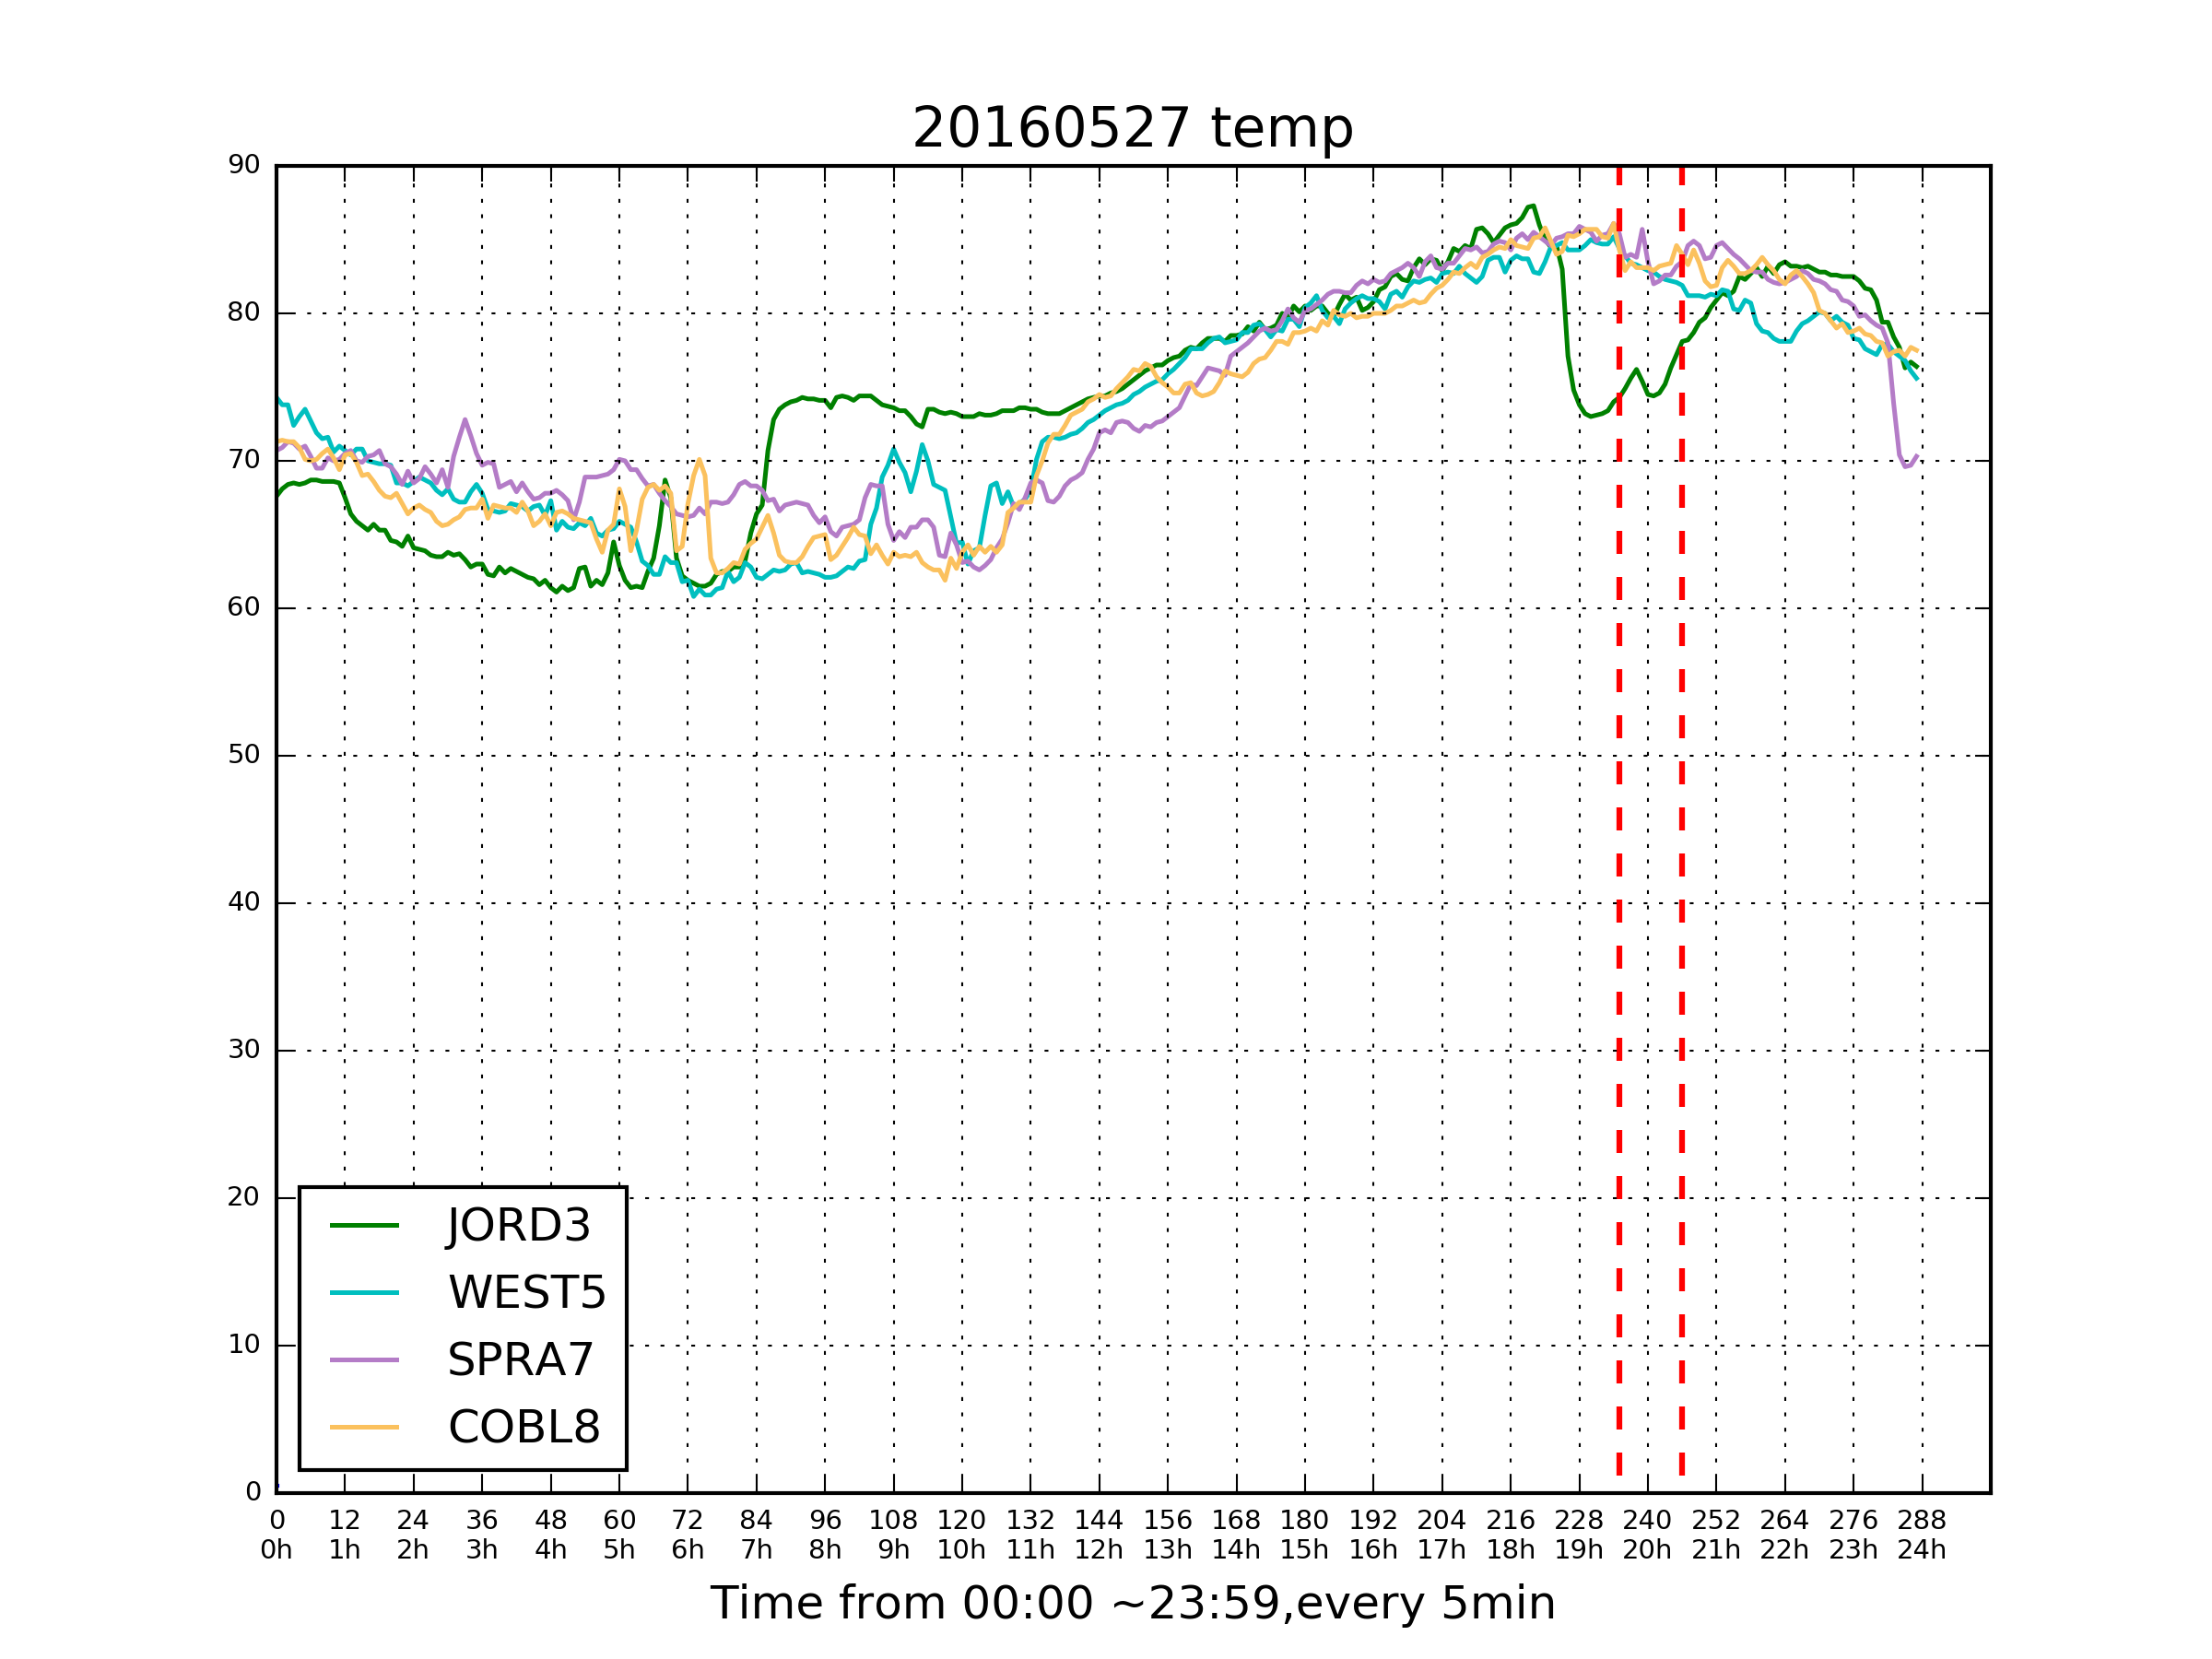 20160527 temp
90
80
70
60
50
40
30
20
10
0
JORD3
WEST5
SPRA7
COBL8
0 12 24 36 48 60 72 84 96 108 120 132 144 156 168 180 192 204 216 228 240 252 264 276 288
0h 1h 2h 3h 4h 5h 6h 7h 8h 9h 10h 11h 12h 13h 14h 15h 16h 17h 18h 19h 20h 21h 22h 23h 24h
Time from 00:00 ~23:59,every 5min